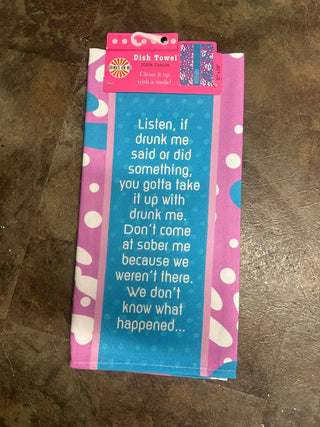 Dish Towel
100% Cotton
Clean it up
with a smile!
Listen, if
drunk me
said or did
something,
you gotta take
it up with
drunk me.
Don't come
at sober me
because we
weren't there.
We don't
know what
happened...